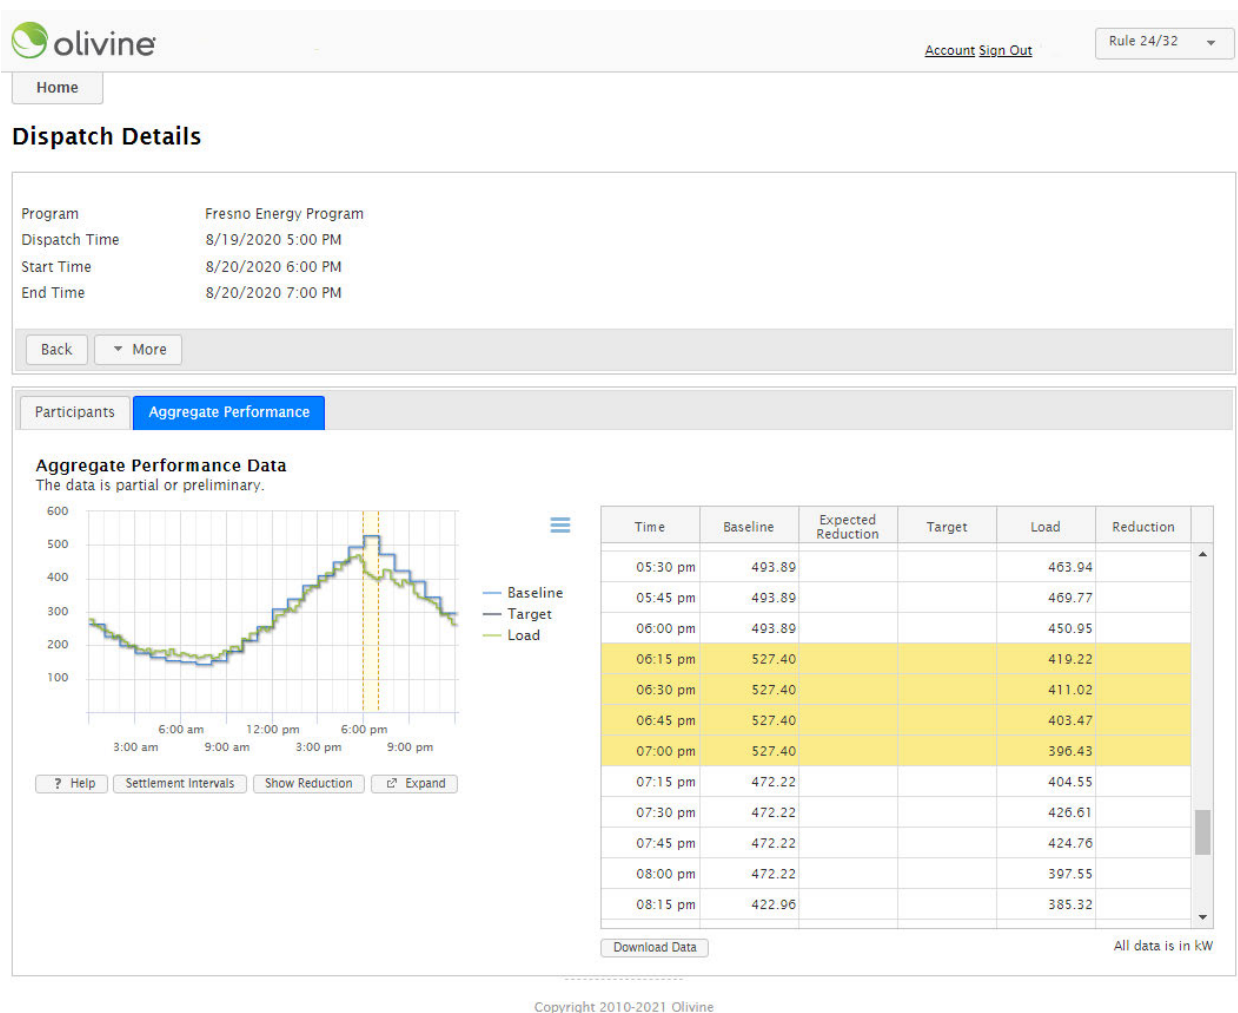 olivine
Account Sign Out
Rule 24/32
Home
Dispatch Details
Program Fresno Energy Program
Dispatch Time 8/19/2020 5:00 PM
Start Time 8/20/2020 6:00 PM
End Time 8/20/2020 7:00 PM
Back More
Participants Aggregate Performance
Aggregate Performance Data
The data is partial or preliminary.
600
500
400
300
200
100
6:00 am 12:00 pm 6:00 pm
3:00 am 9:00 am 3:00 pm 9:00 pm
Baseline
Target
Load
? Help Settlement Intervals Show Reduction Expand
Time Baseline Expected Reduction Target Load Reduction
05:30 pm 493.89 463.94
05:45 pm 493.89 469.77
06:00 pm 493.89 450.95
06:15 pm 527.40 419.22
06:30 pm 527.40 411.02
06:45 pm 527.40 403.47
07:00 pm 527.40 396.43
07:15 pm 472.22 404.55
07:30 pm 472.22 426.61
07:45 pm 472.22 424.76
08:00 pm 472.22 397.55
08:15 pm 422.96 385.32
Download Data All data is in kW
Copyright 2010-2021 Olivine